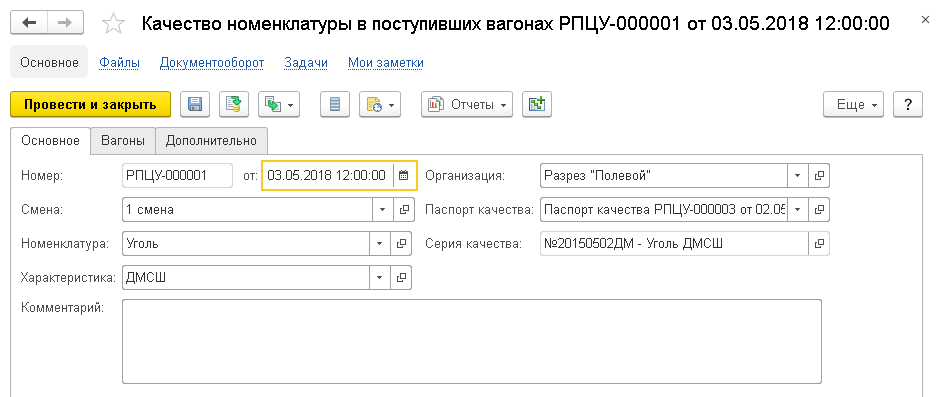 Качество номенклатуры в поступивших вагонах РПЦУ-000001 от 03.05.2018 12:00:00
Основное Файлы Документооборот Задачи Мои заметки
Провести и закрыть Отчеты Еще ?
Основное Вагоны Дополнительно
Номер: РПЦУ-000001 от: 03.05.2018 12:00:00 Организация: Разрез "Полевой"
Смена: 1 смена Паспорт качества: Паспорт качества РПЦУ-000003 от 02.05
Номенклатура: Уголь Серия качества: №20150502ДМ - Уголь ДМСШ
Характеристика: ДМСШ
Комментарий: